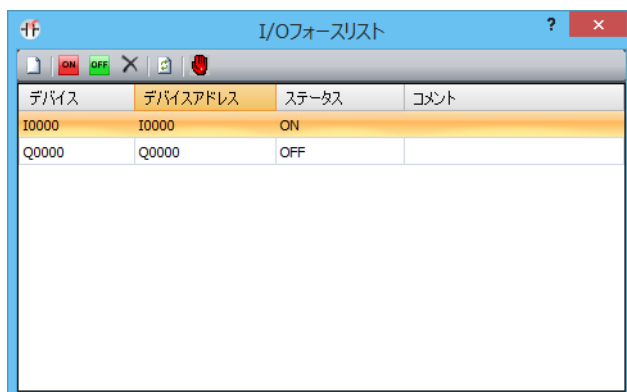 I/Oフォースリスト ?
ON OFF
デバイス デバイスアドレス ステータス コメント
I0000 I0000 ON
Q0000 Q0000 OFF